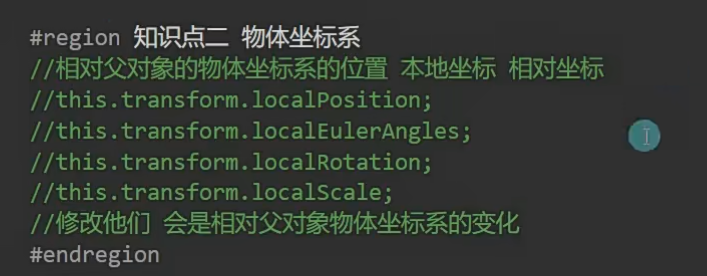 #region 知识点二 物体坐标系
//相对父对象的物体坐标系的位置 本地坐标 相对坐标
//this.transform.localPosition;
//this.transform.localEulerAngles;
//this.transform.localRotation;
//this.transform.localScale;
//修改他们 会是相对父对象物体坐标系的变化
#endregion